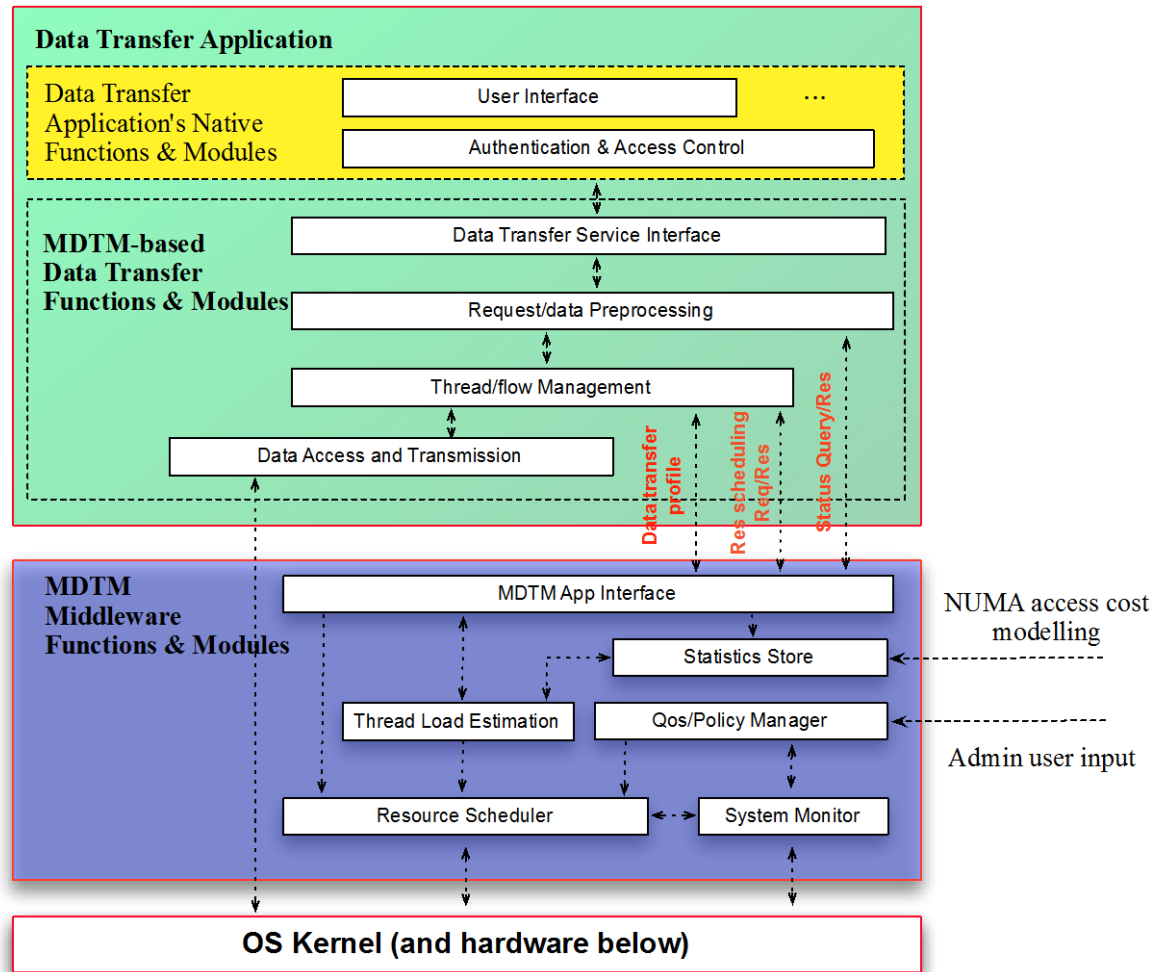 Data Transfer Application
Data Transfer
Application's Native
Functions & Modules
User Interface
...
Authentication & Access Control
MDTM-based
Data Transfer
Functions & Modules
Data Transfer Service Interface
Request/data Preprocessing
Thread/flow Management
Data Access and Transmission
Data transfer
profile
Res scheduling
Req/Res
Status Query/Res
MDTM
Middleware
Functions & Modules
MDTM App Interface
Statistics Store
Thread Load Estimation
Qos/Policy Manager
Resource Scheduler
System Monitor
NUMA access cost
modelling
Admin user input
OS Kernel (and hardware below)